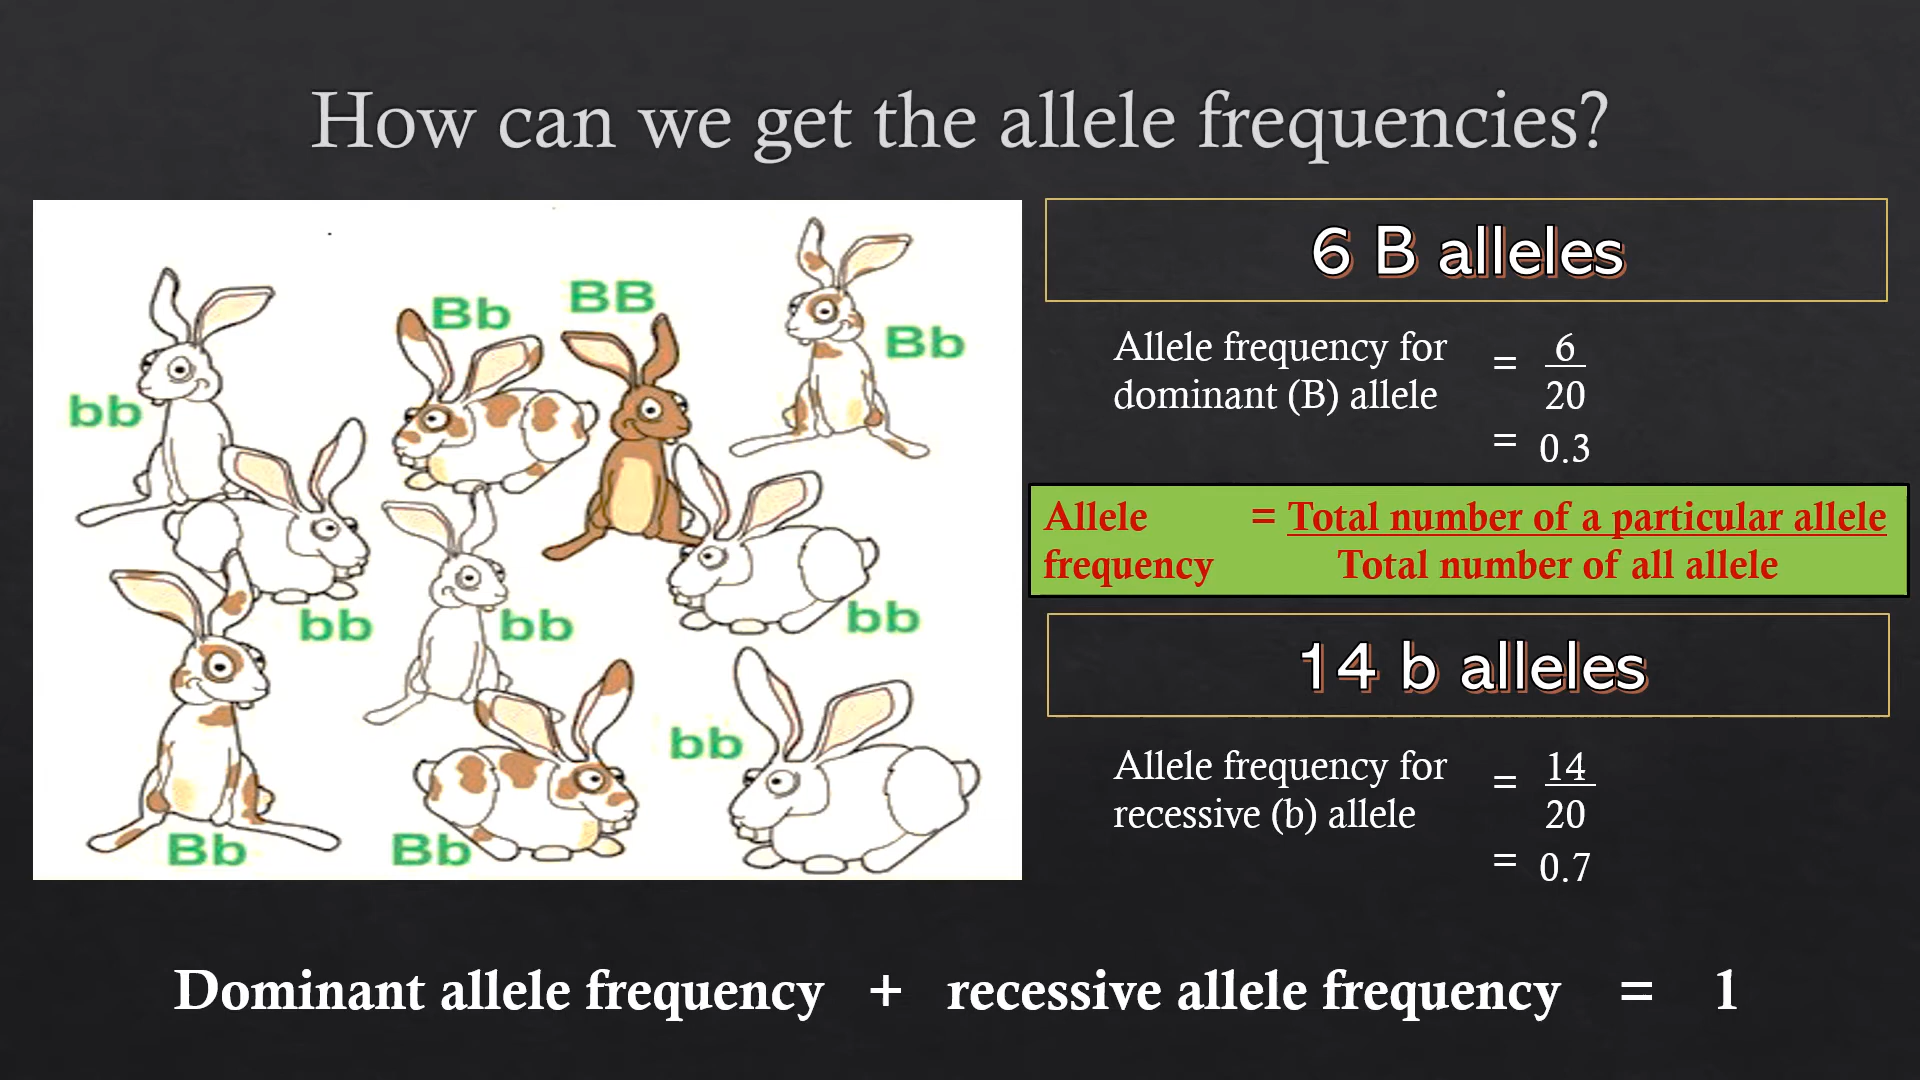 How can we get the allele frequencies?
bb
Bb
BB
Bb
bb
bb
bb
Bb
Bb
bb
6 B alleles
Allele frequency for = 6
dominant (B) allele 20
= 0.3
Allele = Total number of a particular allele
frequency Total number of all allele
14 b alleles
Allele frequency for = 14
recessive (b) allele 20
= 0.7
Dominant allele frequency + recessive allele frequency = 1